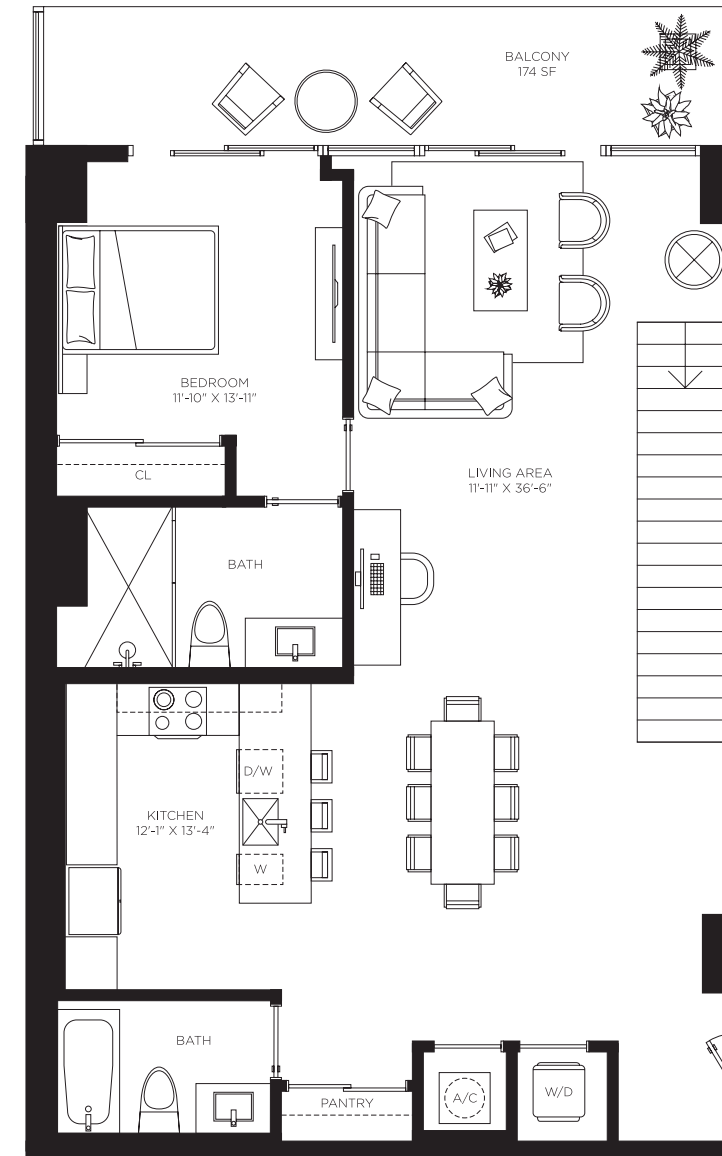 BALCONY
174 SF
BEDROOM
11'-10" X 13'-11"
CL
LIVING AREA
11'-11" X 36'-6"
BATH
D/W
KITCHEN
12'-1" X 13'-4"
W
BATH
PANTRY
A/C
W/D